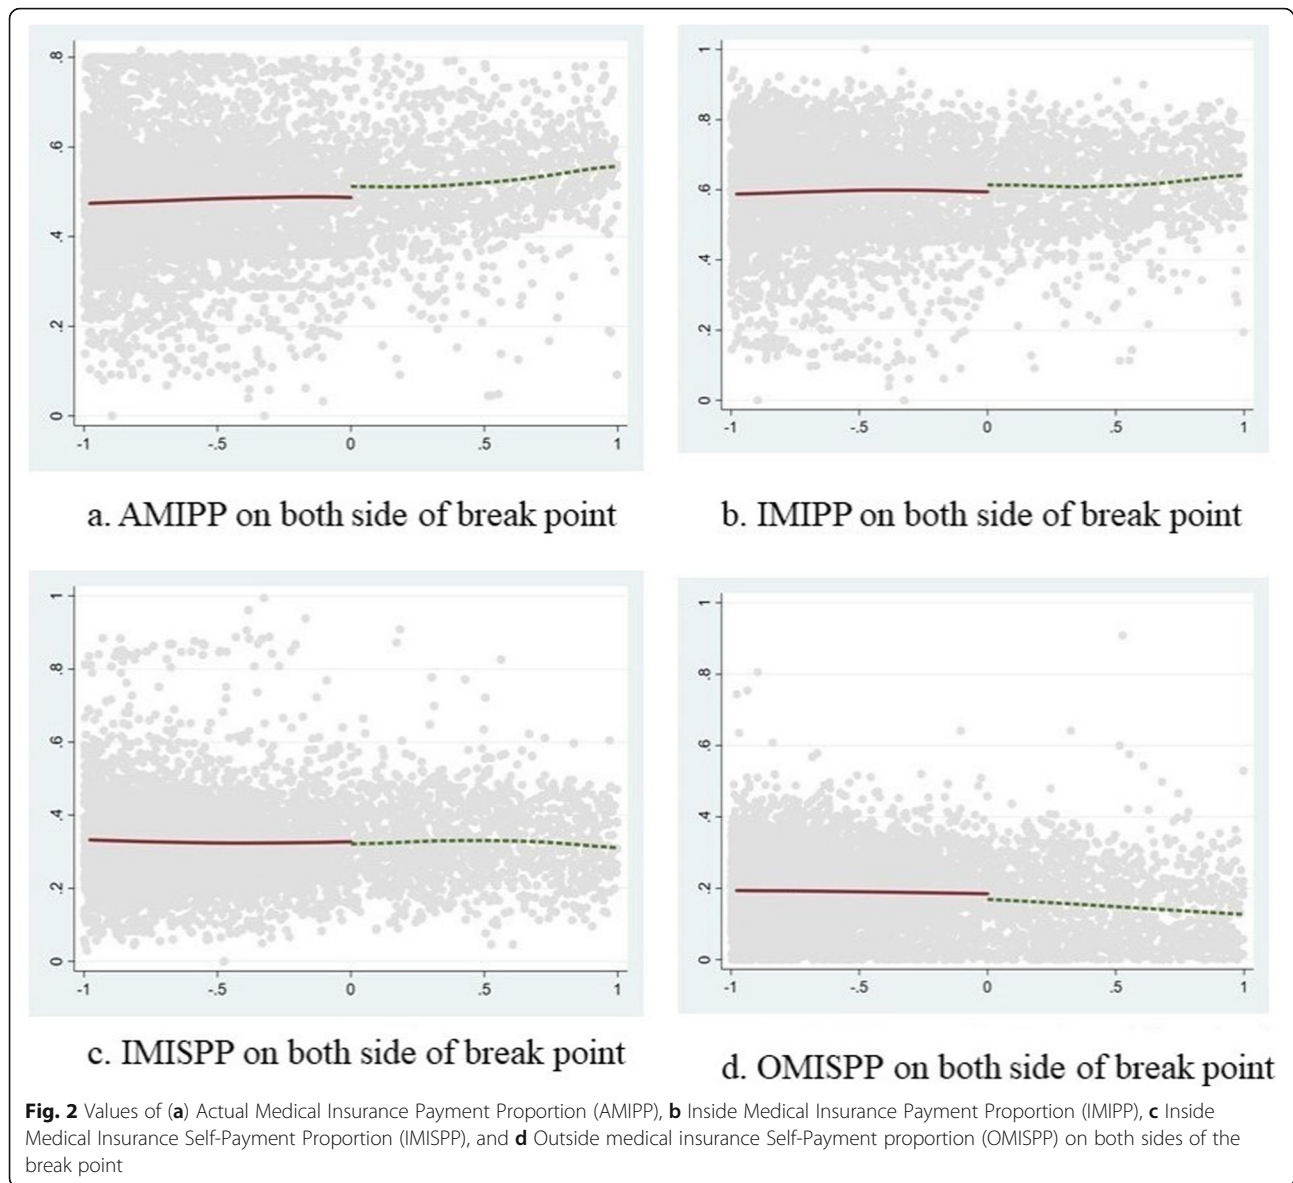 .8
.6
.4
.2
0
-1 -.5 0 .5 1
a. AMIPP on both side of break point
1
.8
.6
.4
.2
0
-1 -.5 0 .5 1
b. IMIPP on both side of break point
1
.8
.6
.4
.2
0
-1 -.5 0 .5 1
c. IMISPP on both side of break point
1
.8
.6
.4
.2
0
-1 -.5 0 .5 1
d. OMISPP on both side of break point
Fig. 2 Values of (a) Actual Medical Insurance Payment Proportion (AMIPP), b Inside Medical Insurance Payment Proportion (IMIPP), c Inside
Medical Insurance Self-Payment Proportion (IMISPP), and d Outside medical insurance Self-Payment proportion (OMISPP) on both sides of the
break point